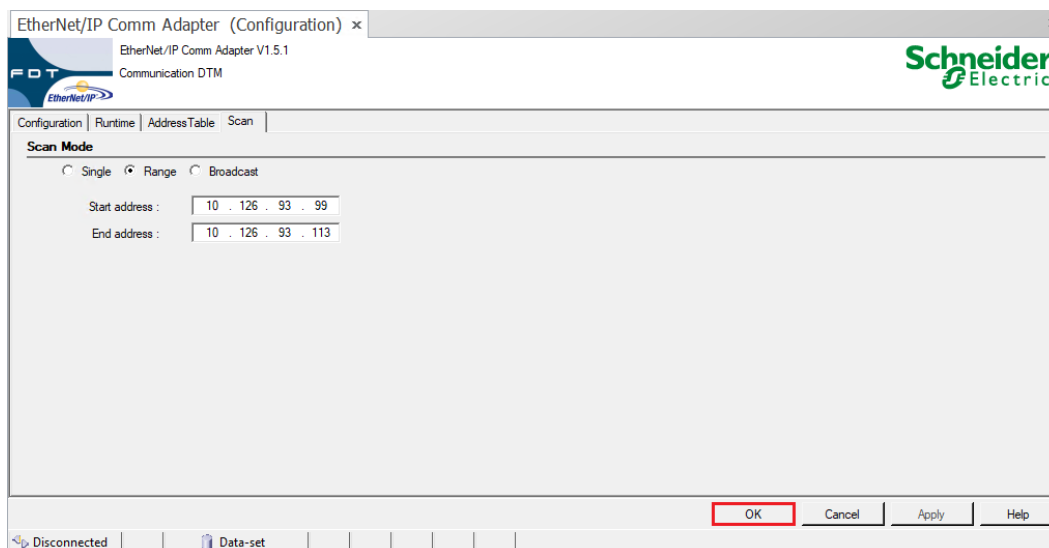 EtherNet/IP Comm Adapter (Configuration) ×
EtherNet/IP Comm Adapter V1.5.1
Schneider
Electric
FDT
Communication DTM
EtherNet/IP
Configuration Runtime AddressTable Scan
Scan Mode
Single Range Broadcast
Start address : 10 . 126 . 93 . 99
End address : 10 . 126 . 93 . 113
OK Cancel Apply Help
Disconnected Data-set